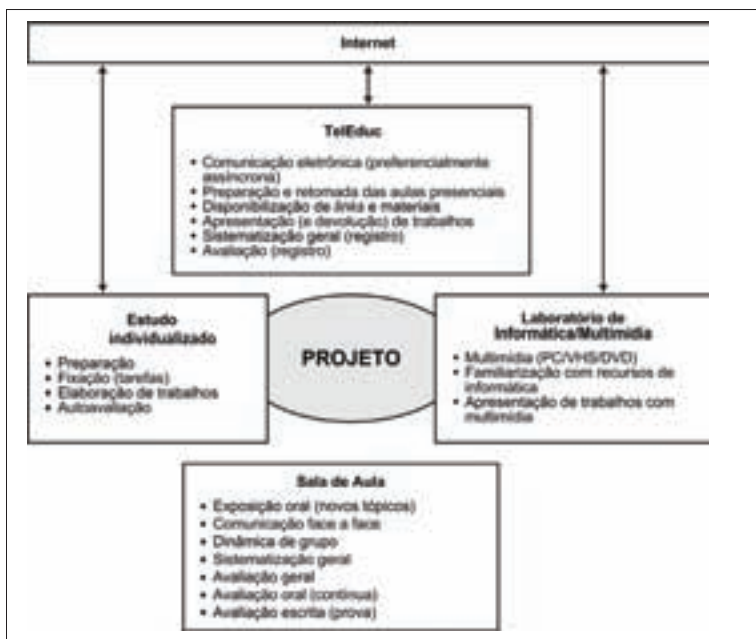 Internet
TelEduc
• Comunicação eletrônica (preferencialmente
assíncrona)
• Preparação e retomada das aulas presenciais
• Disponibilização de links e materiais
• Apresentação (e devolução) de trabalhos
• Sistematização geral (registro)
• Avaliação (registro)
Estudo
individualizado
• Preparação
• Fixação (tarefas)
• Elaboração de trabalhos
• Autoavaliação
PROJETO
Laboratório de
Informática/Multimídia
• Multimídia (PC/VHS/DVD)
• Familiarização com recursos de
informática
• Apresentação de trabalhos com
multimídia
Sala de Aula
• Exposição oral (novos tópicos)
• Comunicação face a face
• Dinâmica de grupo
• Sistematização geral
• Avaliação geral
• Avaliação oral (contínua)
• Avaliação escrita (prova)